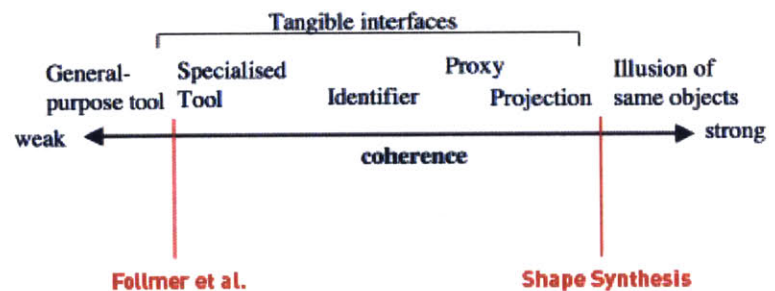 Tangible interfaces
General-
purpose tool
Specialised
Tool
Identifier
Proxy
Projection
Illusion of
same objects
weak
strong
coherence
Follmer et al.
Shape Synthesis